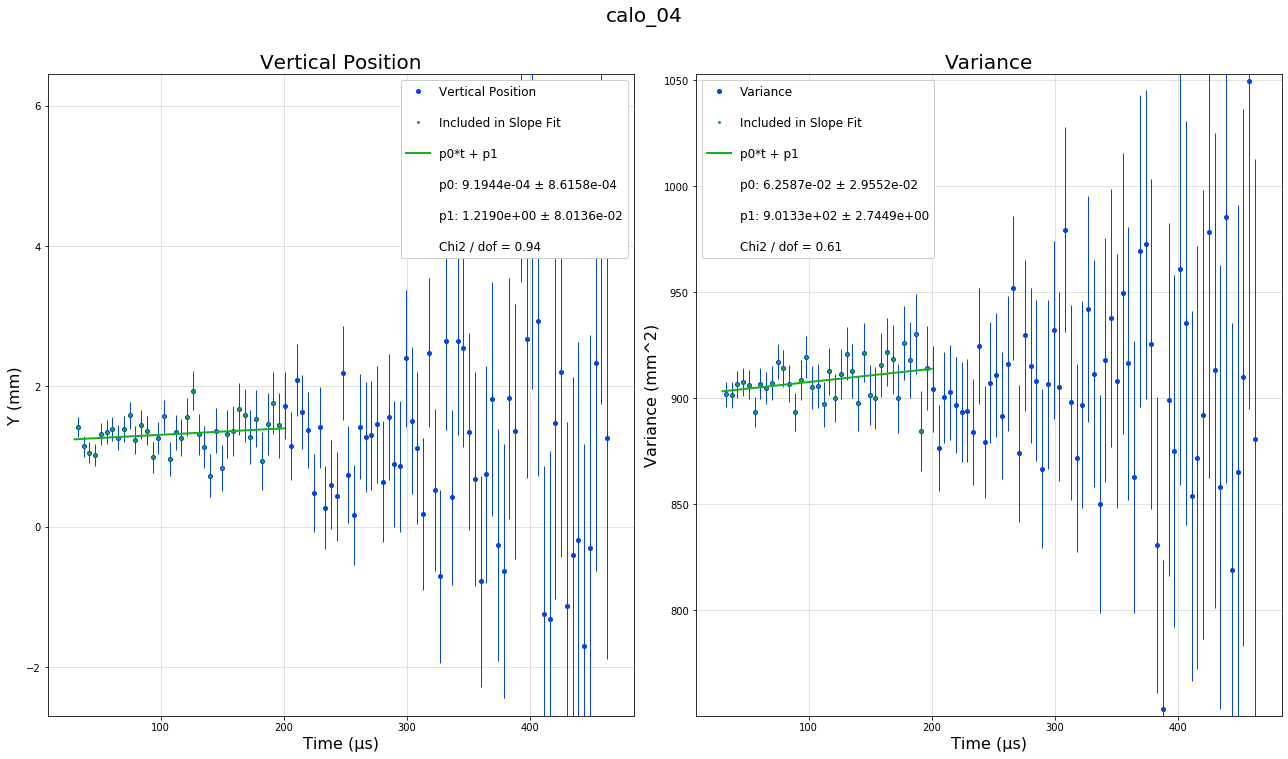 calo_04
Vertical Position
Vertical Position
Included in Slope Fit
p0*t + p1
p0: 9.1944e-04 ± 8.6158e-04
p1: 1.2190e+00 ± 8.0136e-02
Chi2 / dof = 0.94
6
4
2
0
−2
Y (mm)
100
200
300
400
Time (μs)
Variance
Variance
Included in Slope Fit
p0*t + p1
p0: 6.2587e-02 ± 2.9552e-02
p1: 9.0133e+02 ± 2.7449e+00
Chi2 / dof = 0.61
1050
1000
950
900
850
800
Variance (mm^2)
100
200
300
400
Time (μs)